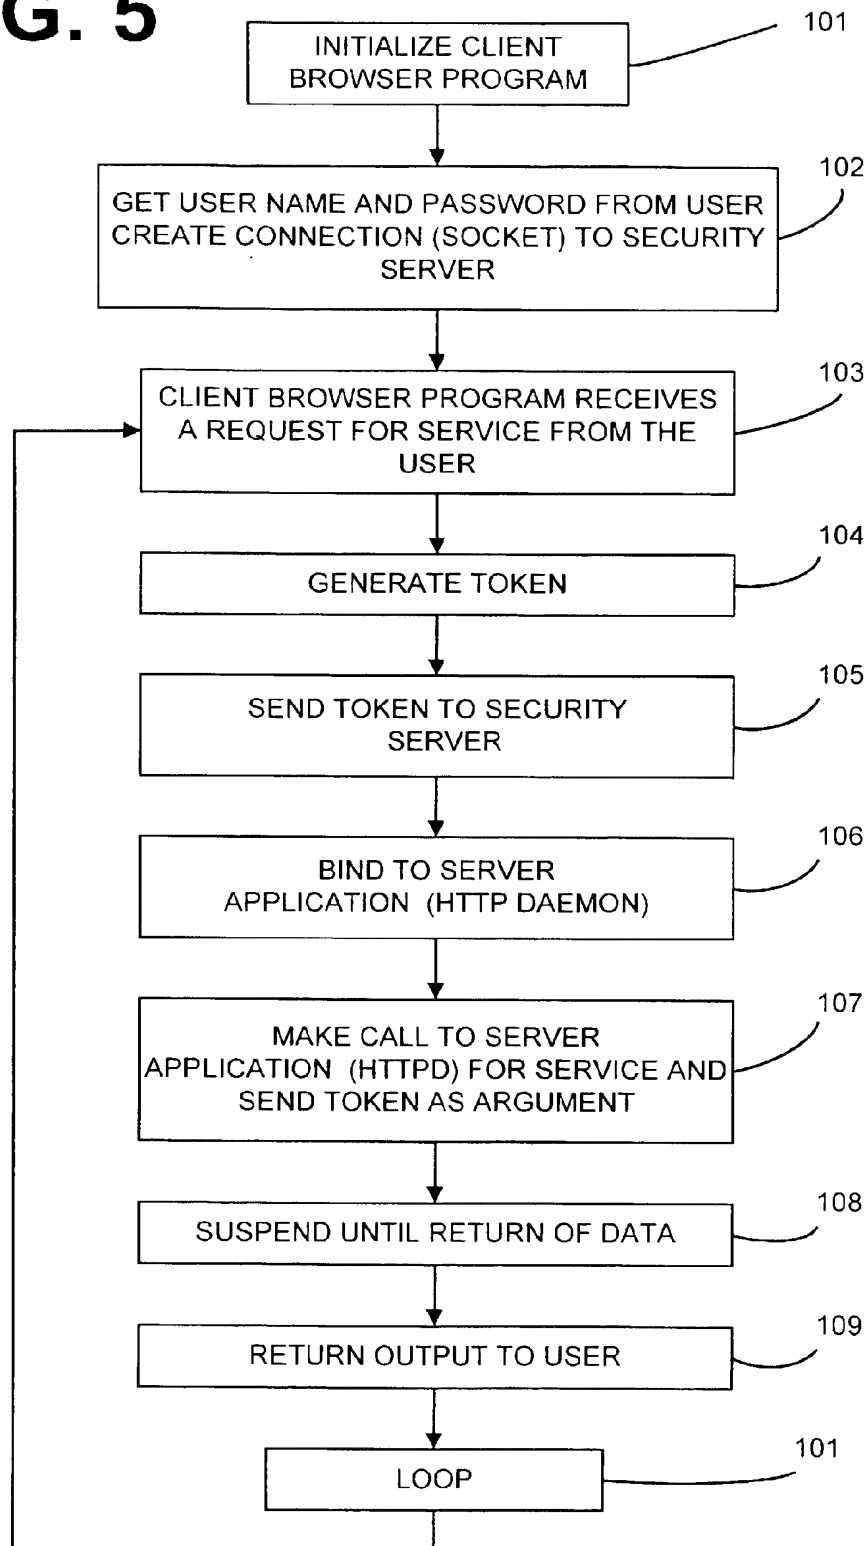 G. 5
101
INITIALIZE CLIENT
BROWSER PROGRAM
102
GET USER NAME AND PASSWORD FROM USER
CREATE CONNECTION (SOCKET) TO SECURITY
SERVER
103
CLIENT BROWSER PROGRAM RECEIVES
A REQUEST FOR SERVICE FROM THE
USER
104
GENERATE TOKEN
105
SEND TOKEN TO SECURITY
SERVER
106
BIND TO SERVER
APPLICATION (HTTP DAEMON)
107
MAKE CALL TO SERVER
APPLICATION (HTTPD) FOR SERVICE AND
SEND TOKEN AS ARGUMENT
108
SUSPEND UNTIL RETURN OF DATA
109
RETURN OUTPUT TO USER
101
LOOP